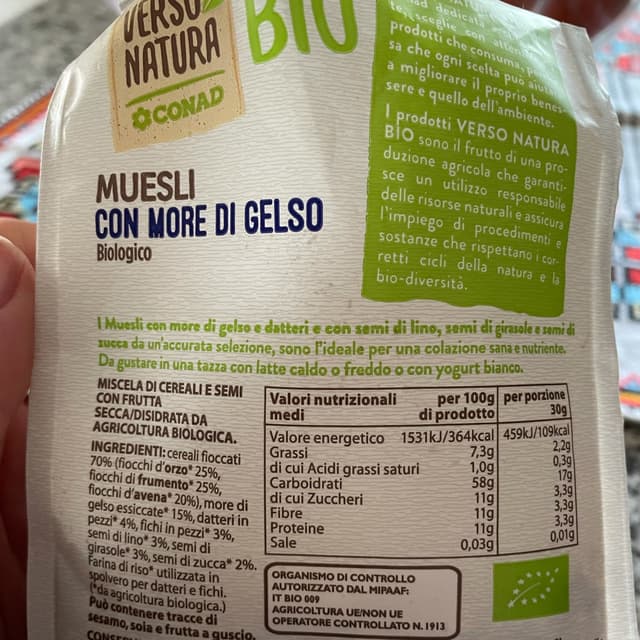 VERSO
NATURA
CONAD
BIO
te, sceglie con atten
prodotti che consuma, p
sa che ogni scelta può aiuta
a migliorare il proprio benes-
sere e quello dell'ambiente.
I prodotti VERSO NATURA
BIO sono il frutto di una pro-
duzione agricola che garanti-
sce un utilizzo responsabile
delle risorse naturali e assicura
l'impiego di procedimenti e
sostanze che rispettano i cor-
retti cicli della natura e la
bio-diversità.
MUESLI
CON MORE DI GELSO
Biologico
I Muesli con more di gelso e datteri e con semi di lino, semi di girasole e semi di
zucca da un'accurata selezione, sono l'ideale per una colazione sana e nutriente.
Da gustare in una tazza con latte caldo o freddo o con yogurt bianco.
MISCELA DI CEREALI E SEMI
CON FRUTTA
SECCA/DISIDRATA DA
AGRICOLTURA BIOLOGICA.
INGREDIENTI: cereali fioccati
70% (fiocchi d'orzo* 25%,
fiocchi di frumento* 25%,
fiocchi d'avena* 20%), more di
gelso essiccate* 15%, datteri in
pezzi* 4%, fichi in pezzi* 3%,
semi di lino* 3%, semi di
girasole* 3%, semi di zucca* 2%.
Farina di riso* utilizzata in
spolvero per datteri e fichi.
(*da agricoltura biologica.)
Può contenere tracce di
sesamo, soia e frutta a guscio.
Valori nutrizionali per 100g per porzione
medi di prodotto 30g
Valore energetico 1531kJ/364kcal 459kJ/109kcal
Grassi 7,3g 2,2g
di cui Acidi grassi saturi 1,0g 0,3g
Carboidrati 58g 17g
di cui Zuccheri 11g 3,3g
Fibre 11g 3,3g
Proteine 11g 3,3g
Sale 0,03g 0,01g
ORGANISMO DI CONTROLLO
AUTORIZZATO DAL MIPAAF:
IT BIO 009
AGRICOLTURA UE/NON UE
OPERATORE CONTROLLATO N. 1913